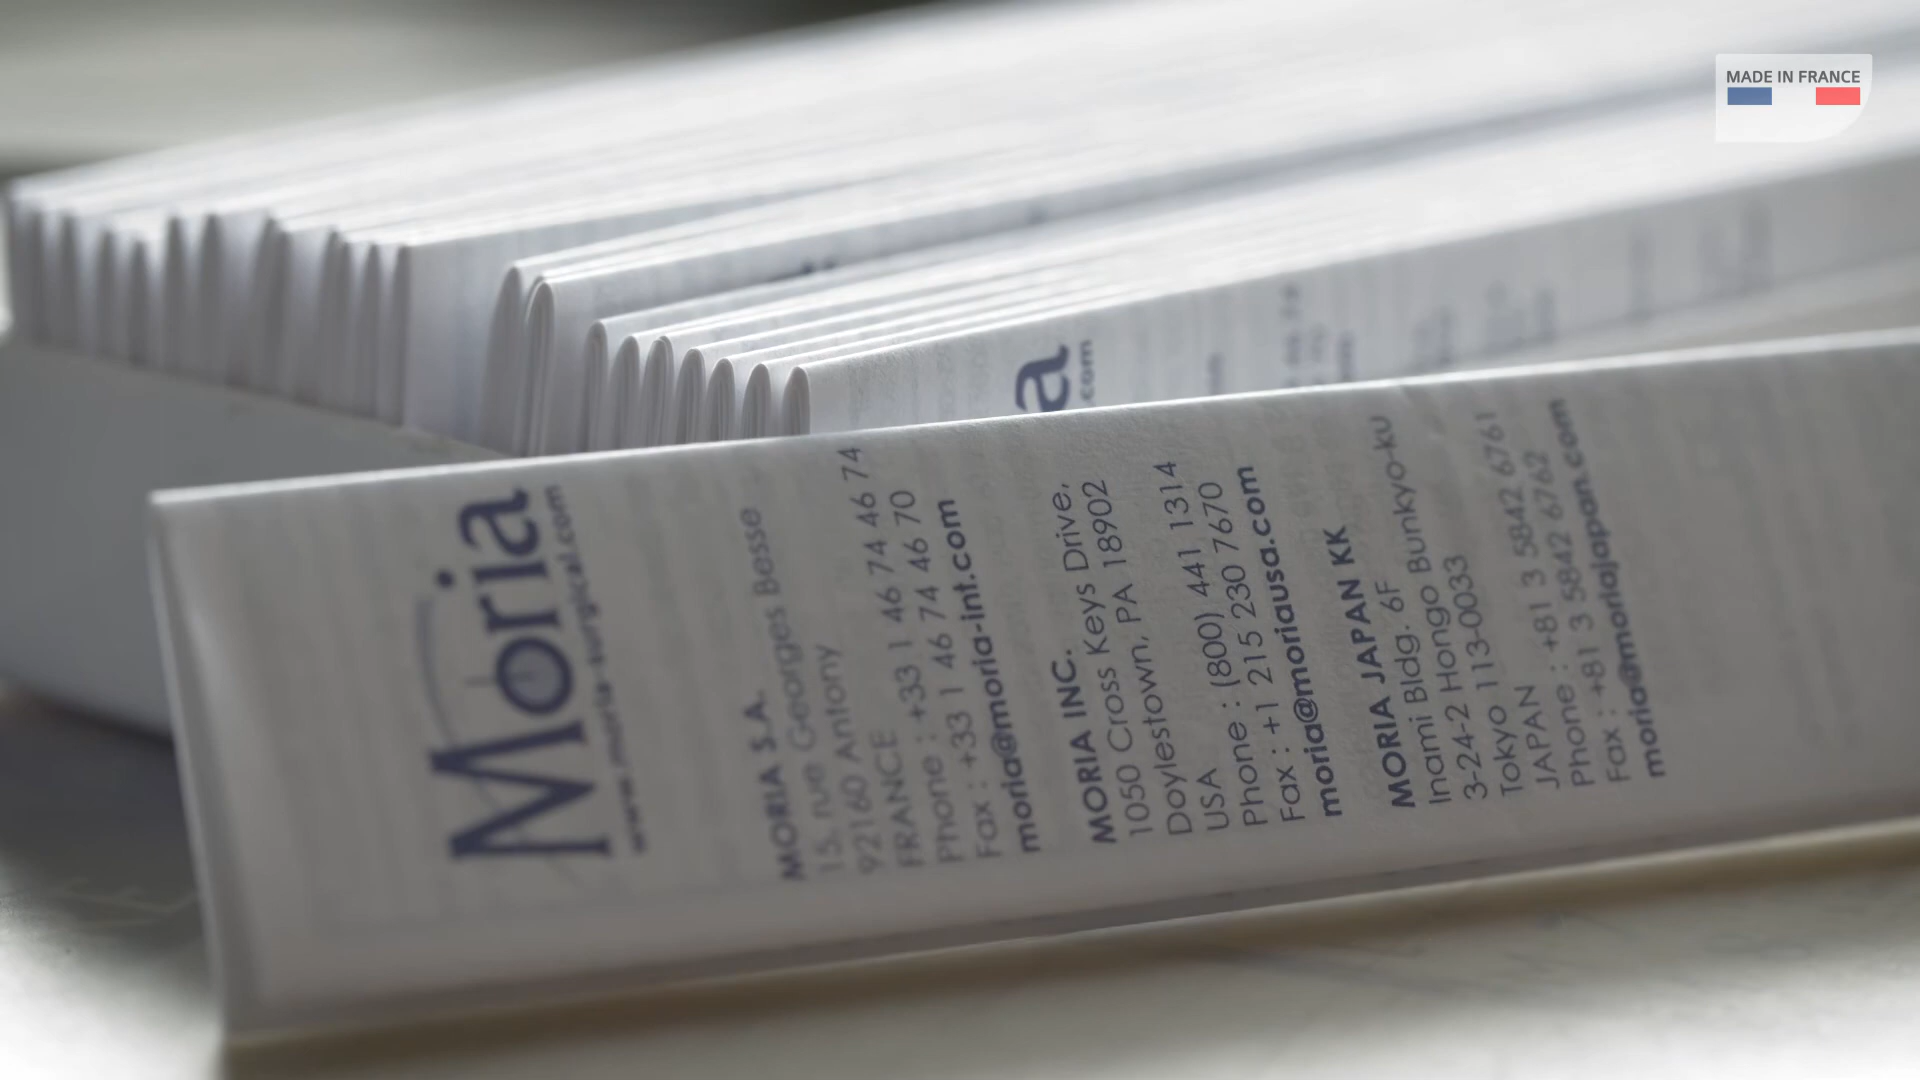 MADE IN FRANCE
a
.com
Moria
www.moria-surgical.com
MORIA S.A.
15, rue Georges Besse
92160 Antony
FRANCE
Phone : +33 1 46 74 46 74
Fax : +33 1 46 74 46 70
moria@moria-int.com
MORIA INC.
1050 Cross Keys Drive,
Doylestown, PA 18902
USA
Phone : (800) 441 1314
Fax : +1 215 230 7670
moria@moriausa.com
MORIA JAPAN KK
Inami Bldg. 6F
3-24-2 Hongo Bunkyo-ku
Tokyo 113-0033
JAPAN
Phone : +81 3 5842 6761
Fax : +81 3 5842 6762
moria@moriajapan.com